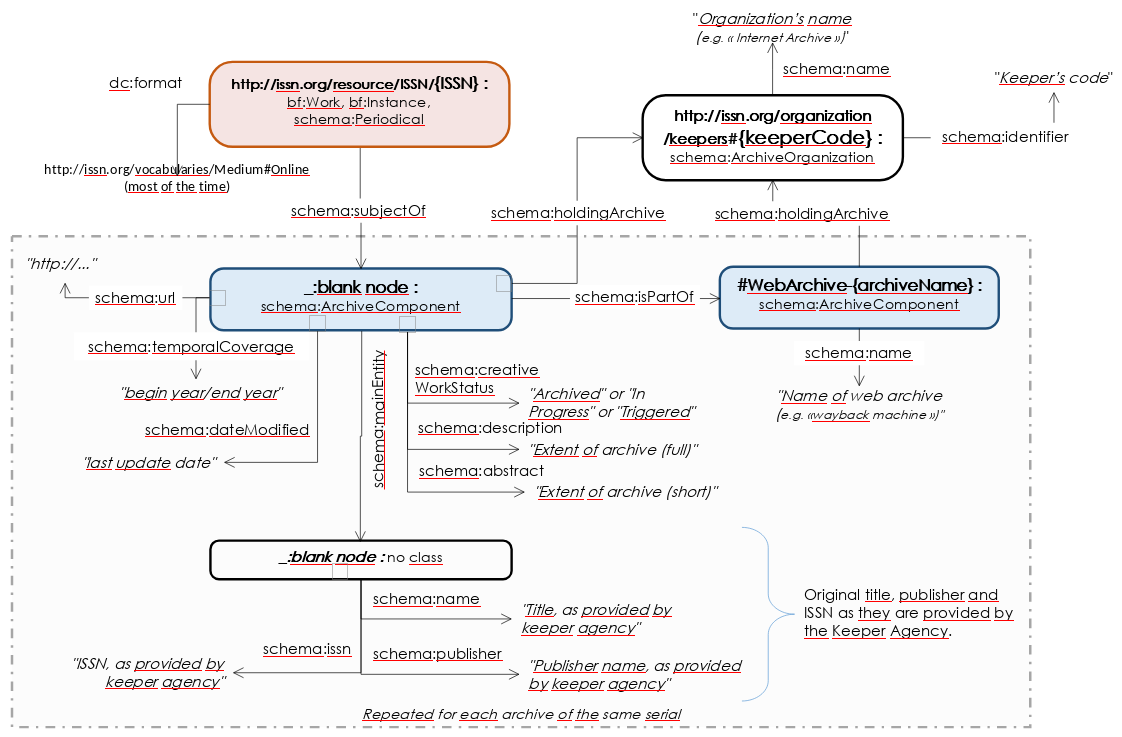 "Organization's name
(e.g. « Internet Archive »)"
schema:name
dc:format
http://issn.org/resource/ISSN/{ISSN} :
bf:Work, bf:Instance,
schema:Periodical
"Keeper's code"
http://issn.org/organization
/keepers#{keeperCode} :
schema:ArchiveOrganization
schema:identifier
http://issn.org/vocabularies/Medium#Online
(most of the time)
schema:subjectOf
schema:holdingArchive
schema:holdingArchive
"http://..."
schema:url
_:blank node :
schema:ArchiveComponent
schema:isPartOf
#WebArchive-{archiveName} :
schema:ArchiveComponent
schema:temporalCoverage
"begin year/end year"
schema:mainEntity
schema:creative
WorkStatus
"Archived" or "In
Progress" or "Triggered"
schema:name
"Name of web archive
(e.g. «wayback machine »)"
schema:dateModified
"last update date"
schema:description
"Extent of archive (full)"
schema:abstract
"Extent of archive (short)"
_:blank node : no class
schema:name
"Title, as provided by
keeper agency"
schema:issn
"ISSN, as provided by
keeper agency"
schema:publisher
"Publisher name, as provided
by keeper agency"
Original title, publisher and
ISSN as they are provided by
the Keeper Agency.
Repeated for each archive of the same serial